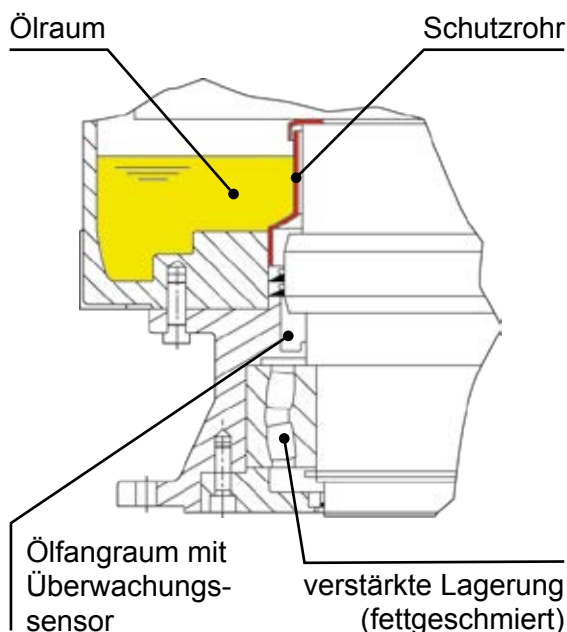 Ölraum
Schutzrohr
Ölfangraum mit
Überwachungs-
sensor
verstärkte Lagerung
(fettgeschmiert)